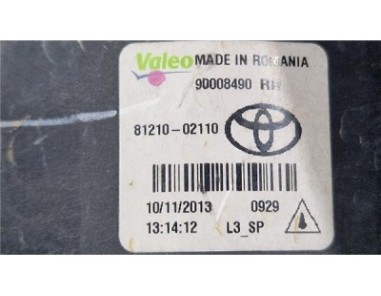 Valeo MADE IN ROMANIA
90008490 RH
81210-02110
10/11/2013 0929
13:14:12 L3_SP